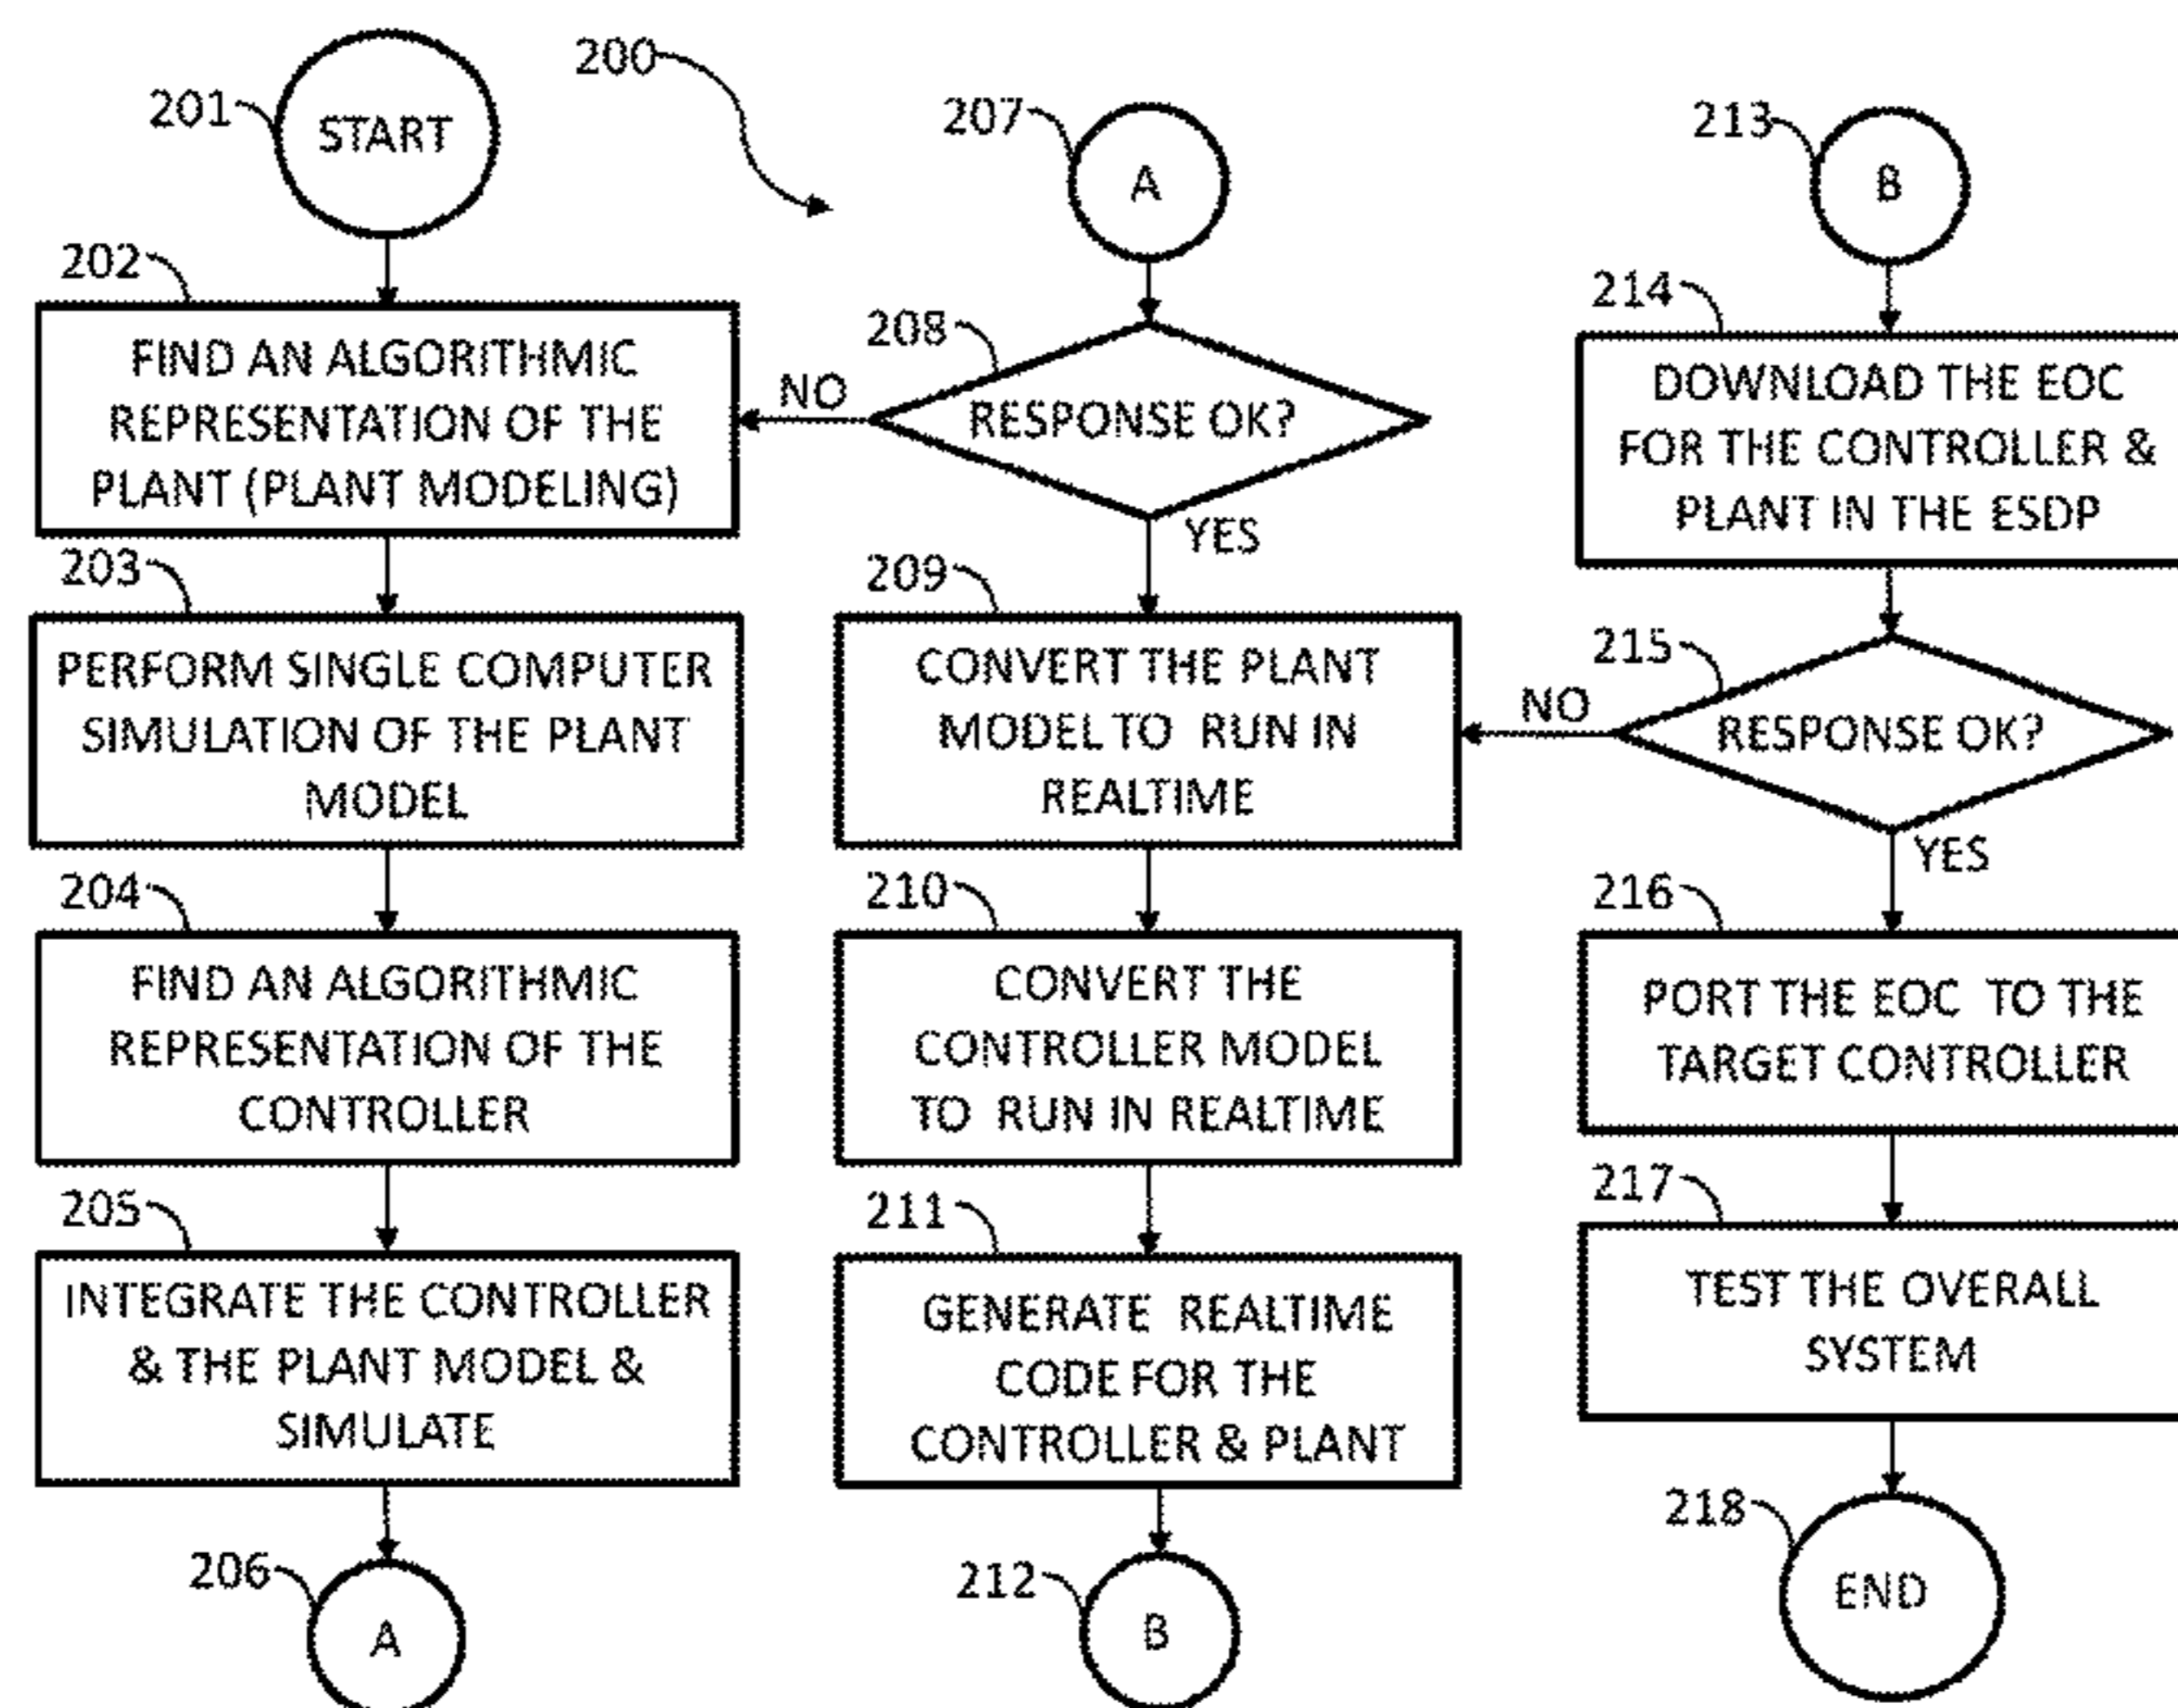 201
START
202
FIND AN ALGORITHMIC
REPRESENTATION OF THE
PLANT (PLANT MODELING)
203
PERFORM SINGLE COMPUTER
SIMULATION OF THE PLANT
MODEL
204
FIND AN ALGORITHMIC
REPRESENTATION OF THE
CONTROLLER
205
INTEGRATE THE CONTROLLER
& THE PLANT MODEL &
SIMULATE
206
A
200
207
A
208
RESPONSE OK?
NO
YES
209
CONVERT THE PLANT
MODEL TO RUN IN
REALTIME
210
CONVERT THE
CONTROLLER MODEL
TO RUN IN REALTIME
211
GENERATE REALTIME
CODE FOR THE
CONTROLLER & PLANT
212
B
213
B
214
DOWNLOAD THE EOC
FOR THE CONTROLLER &
PLANT IN THE ESDP
215
RESPONSE OK?
NO
YES
216
PORT THE EOC TO THE
TARGET CONTROLLER
217
TEST THE OVERALL
SYSTEM
218
END